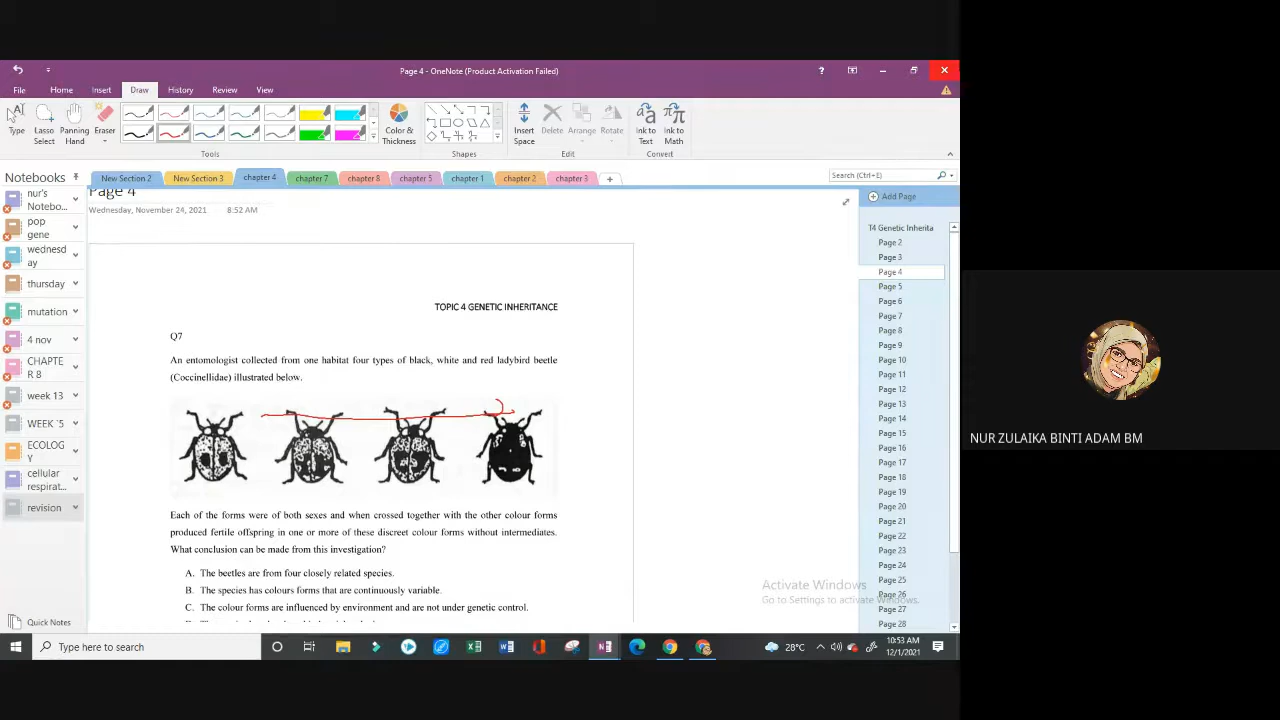 Page 4 - OneNote (Product Activation Failed)
?
File
Home
Insert
Draw
History
Review
View
Type
Lasso Select
Panning Hand
Eraser
Color & Thickness
Insert Space
Delete
Arrange
Rotate
Ink to Text
Ink to Math
Tools
Shapes
Edit
Convert
Notebooks
New Section 2
New Section 3
chapter 4
chapter 7
chapter 8
chapter 5
chapter 1
chapter 2
chapter 3
Search (Ctrl+E)
nur's Notebo...
pop gene
wednesday
thursday
mutation
4 nov
CHAPTER 8
week 13
WEEK `5
ECOLOGY
cellular respirat...
revision
Quick Notes
Page 4
Wednesday, November 24, 2021
8:52 AM
TOPIC 4 GENETIC INHERITANCE
Q7
An entomologist collected from one habitat four types of black, white and red ladybird beetle
(Coccinellidae) illustrated below.
Each of the forms were of both sexes and when crossed together with the other colour forms
produced fertile offspring in one or more of these discreet colour forms without intermediates.
What conclusion can be made from this investigation?
A. The beetles are from four closely related species.
B. The species has colours forms that are continuously variable.
C. The colour forms are influenced by environment and are not under genetic control.
Add Page
T4 Genetic Inherita
Page 2
Page 3
Page 4
Page 5
Page 6
Page 7
Page 8
Page 9
Page 10
Page 11
Page 12
Page 13
Page 14
Page 15
Page 16
Page 17
Page 18
Page 19
Page 20
Page 21
Page 22
Page 23
Page 24
Page 25
Page 26
Page 27
Page 28
Activate Windows
Go to Settings to activate Windows.
Type here to search
28°C
10:53 AM
12/1/2021
NUR ZULAIKA BINTI ADAM BM